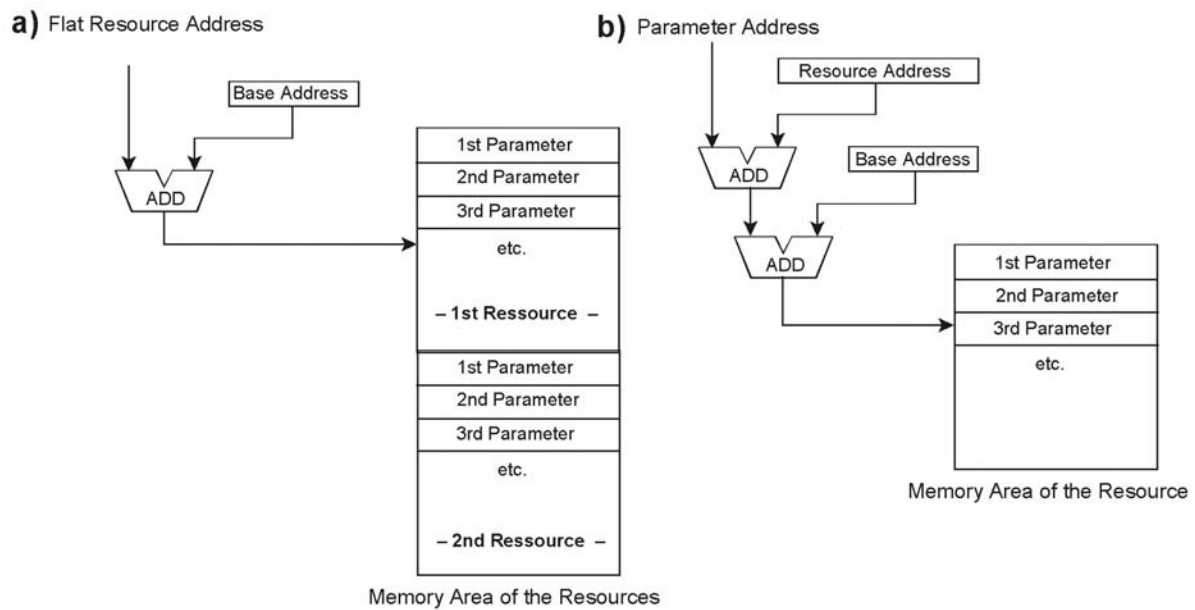 a) Flat Resource Address
Base Address
ADD
1st Parameter
2nd Parameter
3rd Parameter
etc.
– 1st Ressource –
1st Parameter
2nd Parameter
3rd Parameter
etc.
– 2nd Ressource –
Memory Area of the Resources
b) Parameter Address
Resource Address
ADD
Base Address
ADD
1st Parameter
2nd Parameter
3rd Parameter
etc.
Memory Area of the Resource